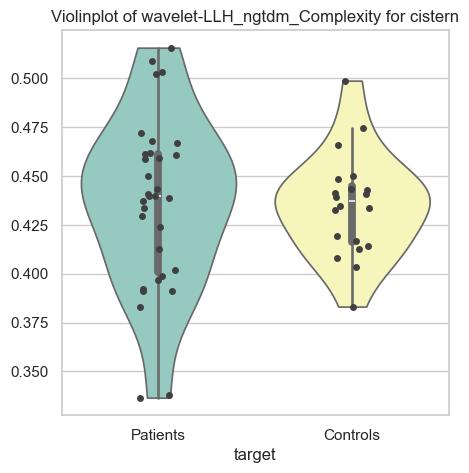 Violinplot of wavelet-LLH_ngtdm_Complexity for cistern
0.500
0.475
0.450
0.425
0.400
0.375
0.350
Patients Controls
target